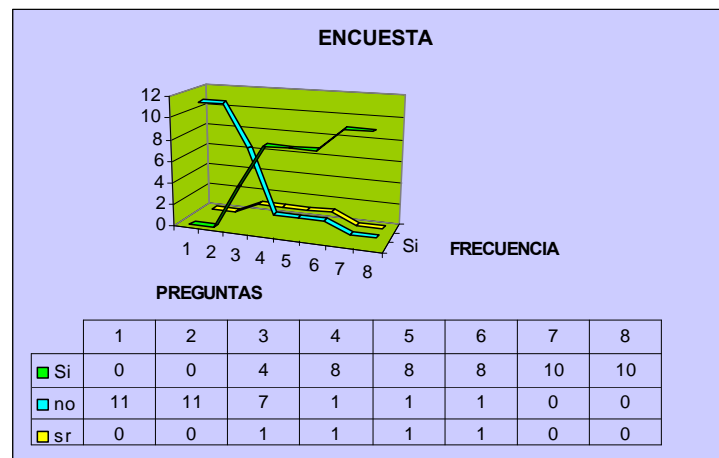 ENCUESTA
12
10
8
6
4
2
0
1 2 3 4 5 6 7 8
Si
FRECUENCIA
PREGUNTAS
1 2 3 4 5 6 7 8
Si 0 0 4 8 8 8 10 10
no 11 11 7 1 1 1 0 0
sr 0 0 1 1 1 1 0 0